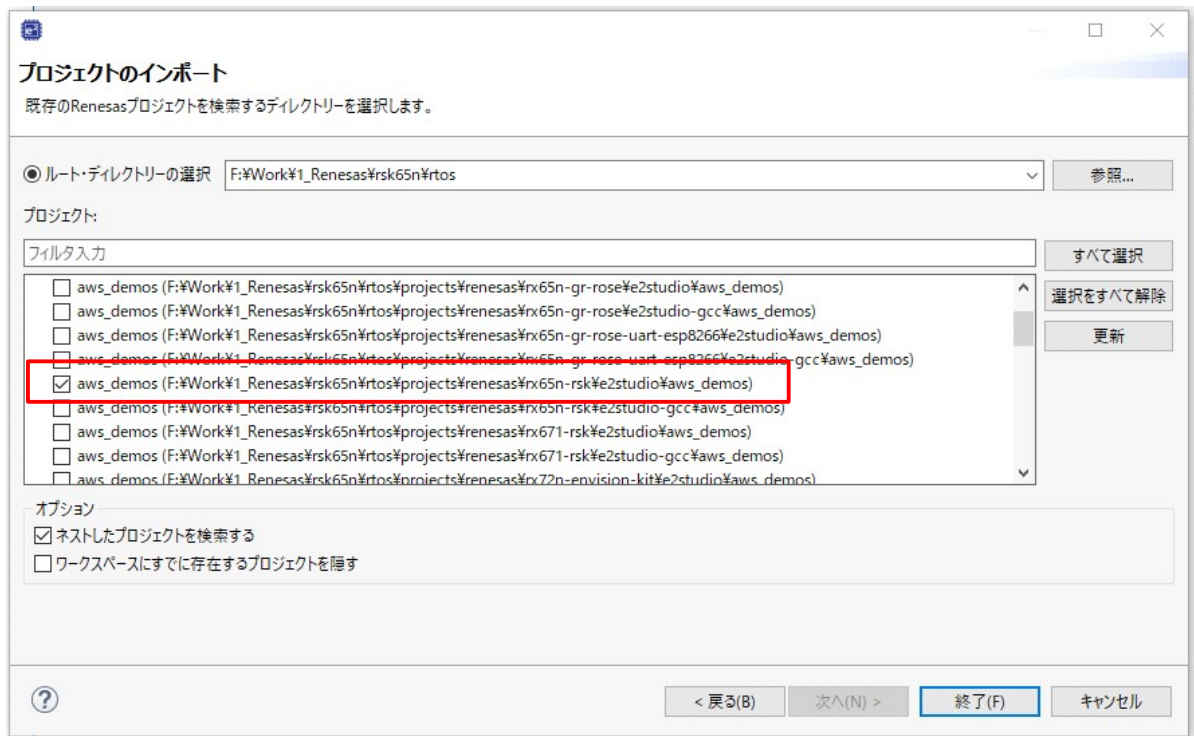 プロジェクトのインポート
既存のRenesasプロジェクトを検索するディレクトリーを選択します。
ルート・ディレクトリーの選択 F:¥Work¥1_Renesas¥rsk65n¥rtos 参照...
プロジェクト:
フィルタ入力 すべて選択
aws_demos (F:¥Work¥1_Renesas¥rsk65n¥rtos¥projects¥renesas¥rx65n-gr-rose¥e2studio¥aws_demos) 選択をすべて解除
aws_demos (F:¥Work¥1_Renesas¥rsk65n¥rtos¥projects¥renesas¥rx65n-gr-rose¥e2studio-gcc¥aws_demos)
aws_demos (F:¥Work¥1_Renesas¥rsk65n¥rtos¥projects¥renesas¥rx65n-gr-rose-uart-esp8266¥e2studio¥aws_demos) 更新
aws_demos (F:¥Work¥1_Renesas¥rsk65n¥rtos¥projects¥renesas¥rx65n-gr-rose-uart-esp8266¥e2studio-gcc¥aws_demos)
aws_demos (F:¥Work¥1_Renesas¥rsk65n¥rtos¥projects¥renesas¥rx65n-rsk¥e2studio¥aws_demos)
aws_demos (F:¥Work¥1_Renesas¥rsk65n¥rtos¥projects¥renesas¥rx65n-rsk¥e2studio-gcc¥aws_demos)
aws_demos (F:¥Work¥1_Renesas¥rsk65n¥rtos¥projects¥renesas¥rx671-rsk¥e2studio¥aws_demos)
aws_demos (F:¥Work¥1_Renesas¥rsk65n¥rtos¥projects¥renesas¥rx671-rsk¥e2studio-gcc¥aws_demos)
aws_demos (F:¥Work¥1_Renesas¥rsk65n¥rtos¥projects¥renesas¥rx72n-envision-kit¥e2studio¥aws_demos)
オプション
ネストしたプロジェクトを検索する
ワークスペースにすでに存在するプロジェクトを隠す
< 戻る(B) 次へ(N) > 終了(F) キャンセル